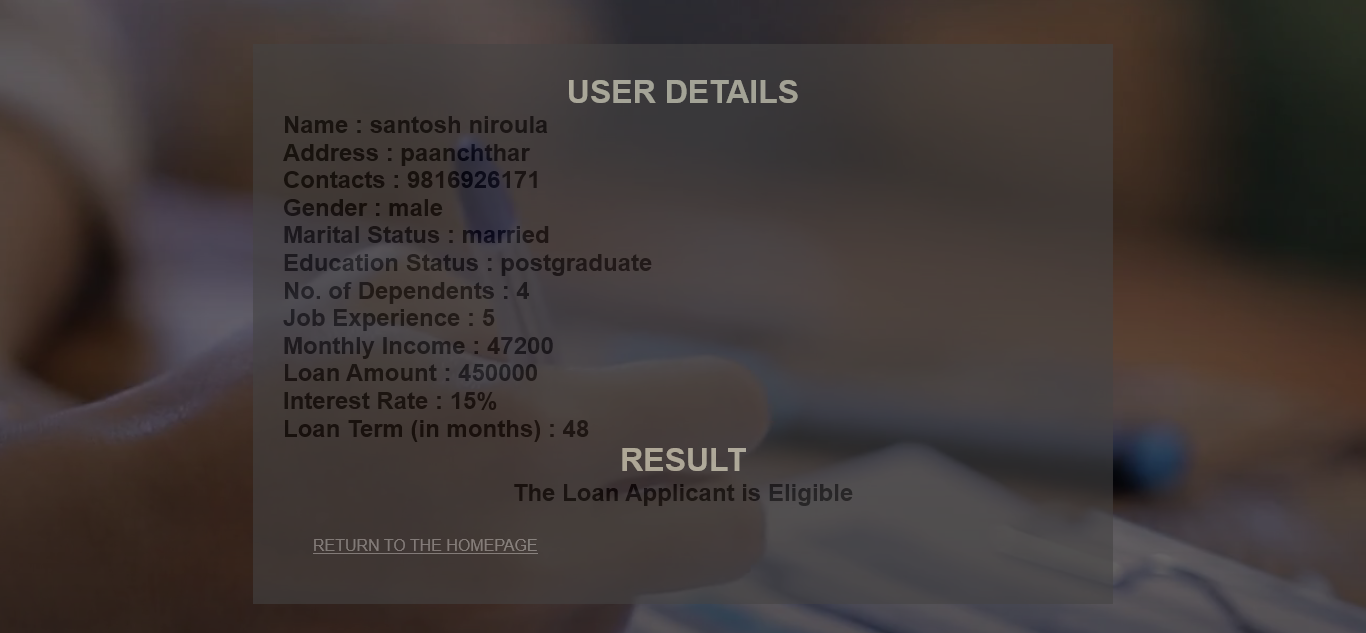 USER DETAILS
Name : santosh niroula
Address : paanchthar
Contacts : 9816926171
Gender : male
Marital Status : married
Education Status : postgraduate
No. of Dependents : 4
Job Experience : 5
Monthly Income : 47200
Loan Amount : 450000
Interest Rate : 15%
Loan Term (in months) : 48
RESULT
The Loan Applicant is Eligible
RETURN TO THE HOMEPAGE